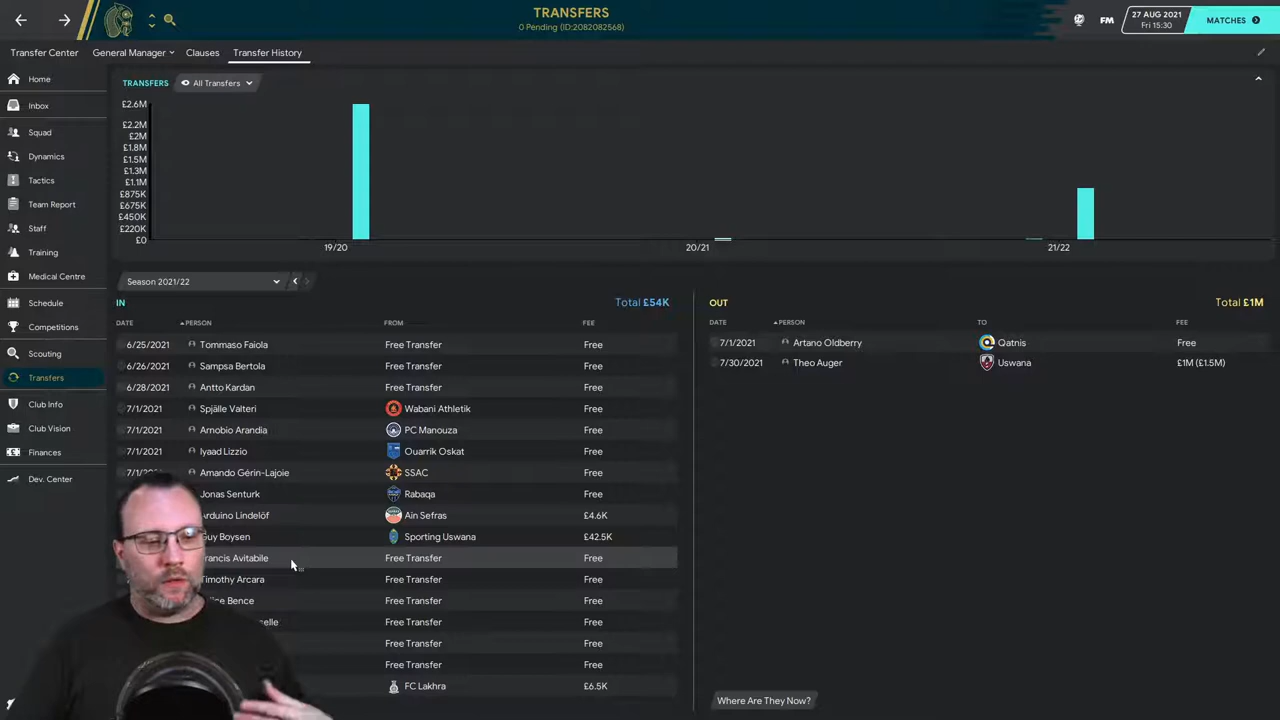 TRANSFERS
0 Pending (ID:2082082568)
FM
27 AUG 2021
Fri 15:30
MATCHES
Transfer Center
General Manager
Clauses
Transfer History
Home
Inbox
Squad
Dynamics
Tactics
Team Report
Staff
Training
Medical Centre
Schedule
Competitions
Scouting
Transfers
Club Info
Club Vision
Finances
Dev. Center
TRANSFERS
All Transfers
£2.6M
£2.2M
£2M
£1.8M
£1.5M
£1.3M
£1.1M
£875K
£675K
£450K
£220K
£0
19/20
20/21
21/22
Season 2021/22
IN
Total £54K
DATE PERSON FROM FEE
6/25/2021 Tommaso Faiola Free Transfer Free
6/26/2021 Sampsa Bertola Free Transfer Free
6/28/2021 Antto Kardan Free Transfer Free
7/1/2021 Spjälle Valteri Wabani Athletik Free
7/1/2021 Arnobio Arandia PC Manouza Free
7/1/2021 Iyaad Lizzio Ouarrik Oskat Free
Amando Gérin-Lajoie SSAC Free
Jonas Senturk Rabaqa Free
Arduino Lindelöf Aïn Sefras £4.6K
Guy Boysen Sporting Uswana £42.5K
Avitabile Free Transfer Free
Timothy Arcara Free Transfer Free
Bence Free Transfer Free
Free Transfer Free
Free Transfer Free
Free Transfer Free
FC Lakhra £6.5K
OUT
Total £1M
DATE PERSON TO FEE
7/1/2021 Artano Oldberry Qatnis Free
7/30/2021 Theo Auger Uswana £1M (£1.5M)
Where Are They Now?